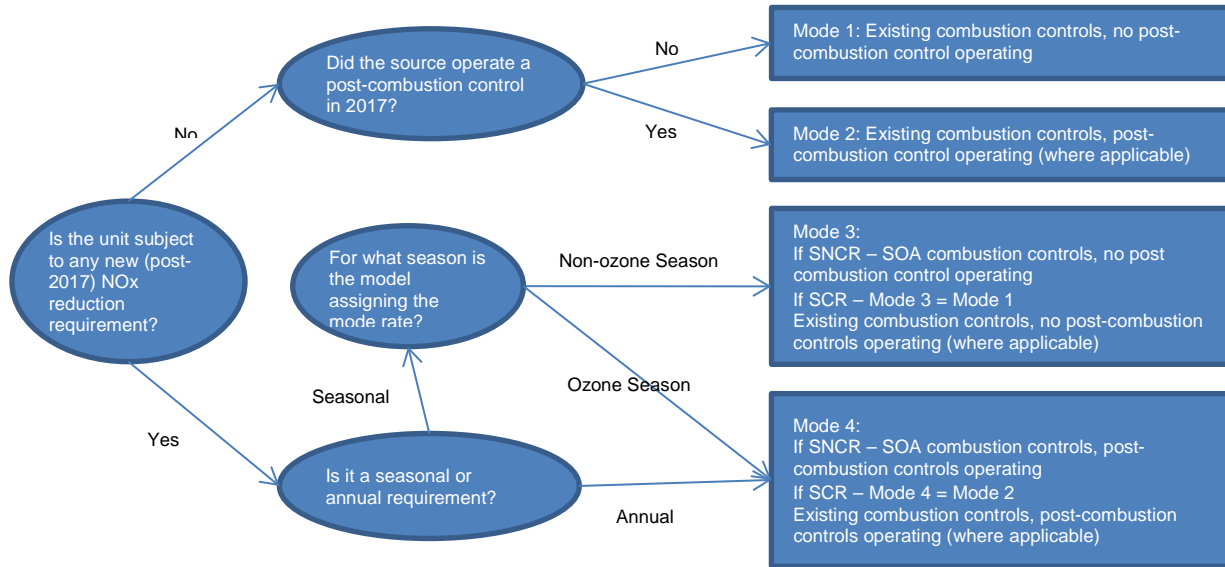 Did the source operate a
post-combustion control
in 2017?
No
Mode 1: Existing combustion controls, no post-
combustion control operating
Yes
Mode 2: Existing combustion controls, post-
combustion control operating (where applicable)
No
Is the unit subject
to any new (post-
2017) NOx
reduction
requirement?
For what season is
the model
assigning the
mode rate?
Non-ozone Season
Mode 3:
If SNCR – SOA combustion controls, no post
combustion control operating
If SCR – Mode 3 = Mode 1
Existing combustion controls, no post-combustion
controls operating (where applicable)
Seasonal
Ozone Season
Yes
Is it a seasonal or
annual requirement?
Annual
Mode 4:
If SNCR – SOA combustion controls, post-
combustion controls operating
If SCR – Mode 4 = Mode 2
Existing combustion controls, post-combustion
controls operating (where applicable)